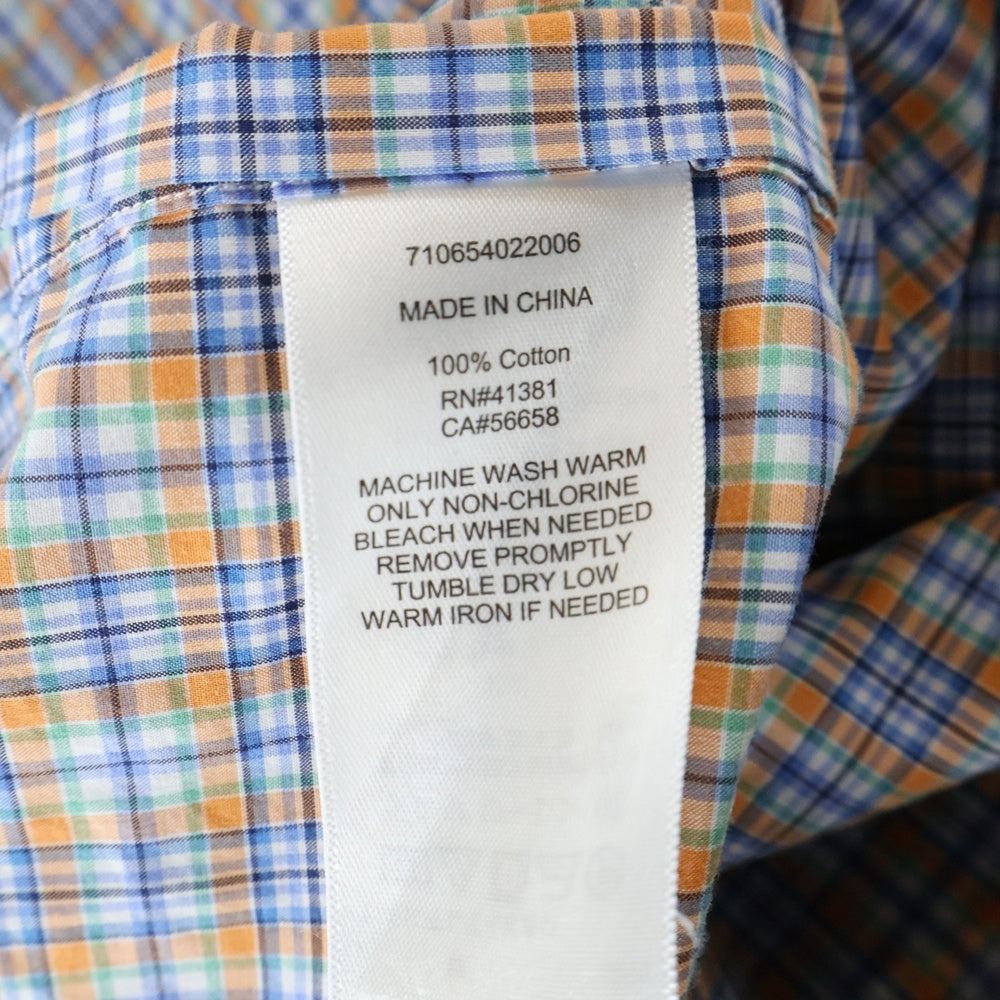 710654022006
MADE IN CHINA
100% Cotton
RN#41381
CA#56658
MACHINE WASH WARM
ONLY NON-CHLORINE
BLEACH WHEN NEEDED
REMOVE PROMPTLY
TUMBLE DRY LOW
WARM IRON IF NEEDED